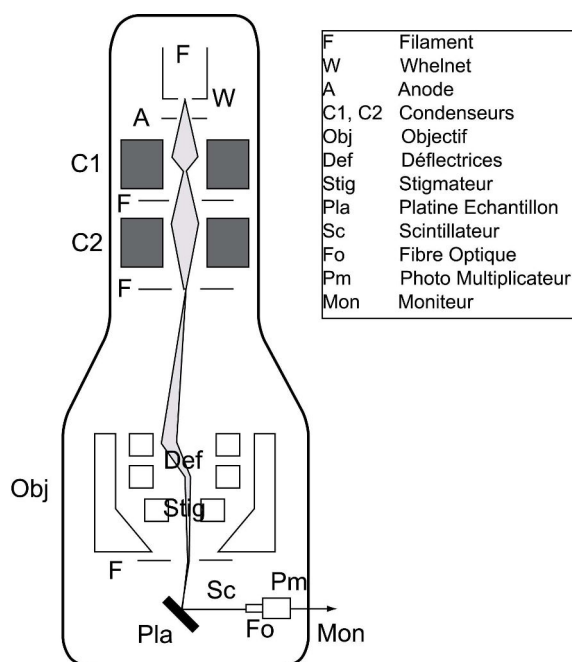 F
W
A
C1
F
C2
F
Def
Obj
Stig
F
Sc
Pm
Pla
Fo
Mon
F Filament
W Whelnet
A Anode
C1, C2 Condenseurs
Obj Objectif
Def Déflectrices
Stig Stigmateur
Pla Platine Echantillon
Sc Scintillateur
Fo Fibre Optique
Pm Photo Multiplicateur
Mon Moniteur